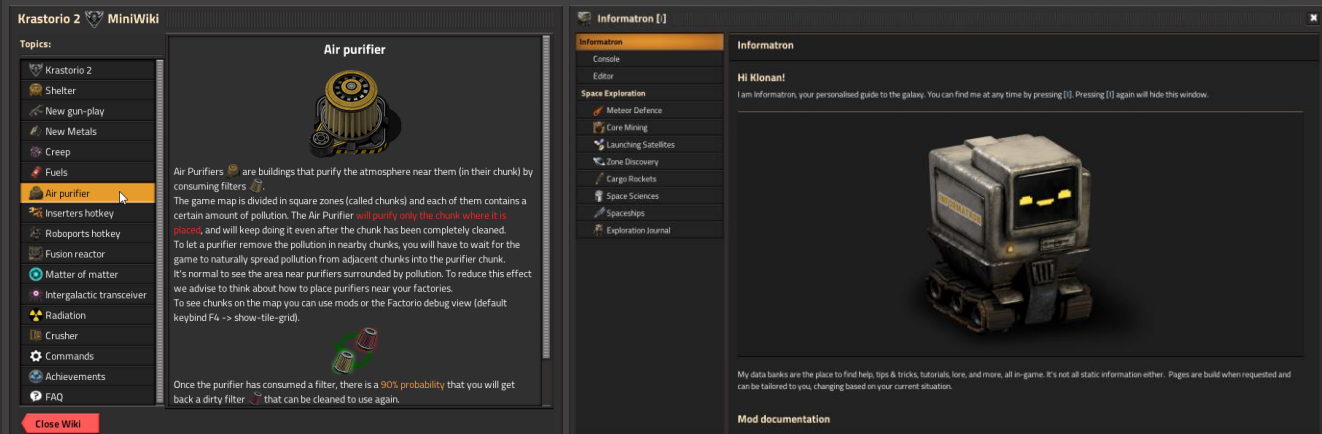 Krastorio 2 MiniWiki
Topics:
Krastorio 2
Shelter
New gun-play
New Metals
Creep
Fuels
Air purifier
Inserters hotkey
Roboports hotkey
Fusion reactor
Matter of matter
Intergalactic transceiver
Radiation
Crusher
Commands
Achievements
FAQ
Close Wiki
Air purifier
Air Purifiers are buildings that purify the atmosphere near them (in their chunk) by
consuming filters .
The game map is divided in square zones (called chunks) and each of them contains a
certain amount of pollution. The Air Purifier will purify only the chunk where it is
placed, and will keep doing it even after the chunk has been completely cleaned.
To let a purifier remove the pollution in nearby chunks, you will have to wait for the
game to naturally spread pollution from adjacent chunks into the purifier chunk.
It's normal to see the area near purifiers surrounded by pollution. To reduce this effect
we advise to think about how to place purifiers near your factories.
To see chunks on the map you can use mods or the Factorio debug view (default
keybind F4 -> show-tile-grid).
Once the purifier has consumed a filter, there is a 90% probability that you will get
back a dirty filter that can be cleaned to use again.
Informatron [i]
Informatron
Console
Editor
Space Exploration
Meteor Defence
Core Mining
Launching Satellites
Zone Discovery
Cargo Rockets
Space Sciences
Spaceships
Exploration Journal
Informatron
Hi Klonan!
I am Informatron, your personalised guide to the galaxy. You can find me at any time by pressing [i]. Pressing [i] again will hide this window.
INFORMATRON
My data banks are the place to find help, tips & tricks, tutorials, lore, and more, all in-game. It's not all static information either. Pages are build when requested and
can be tailored to you, changing based on your current situation.
Mod documentation